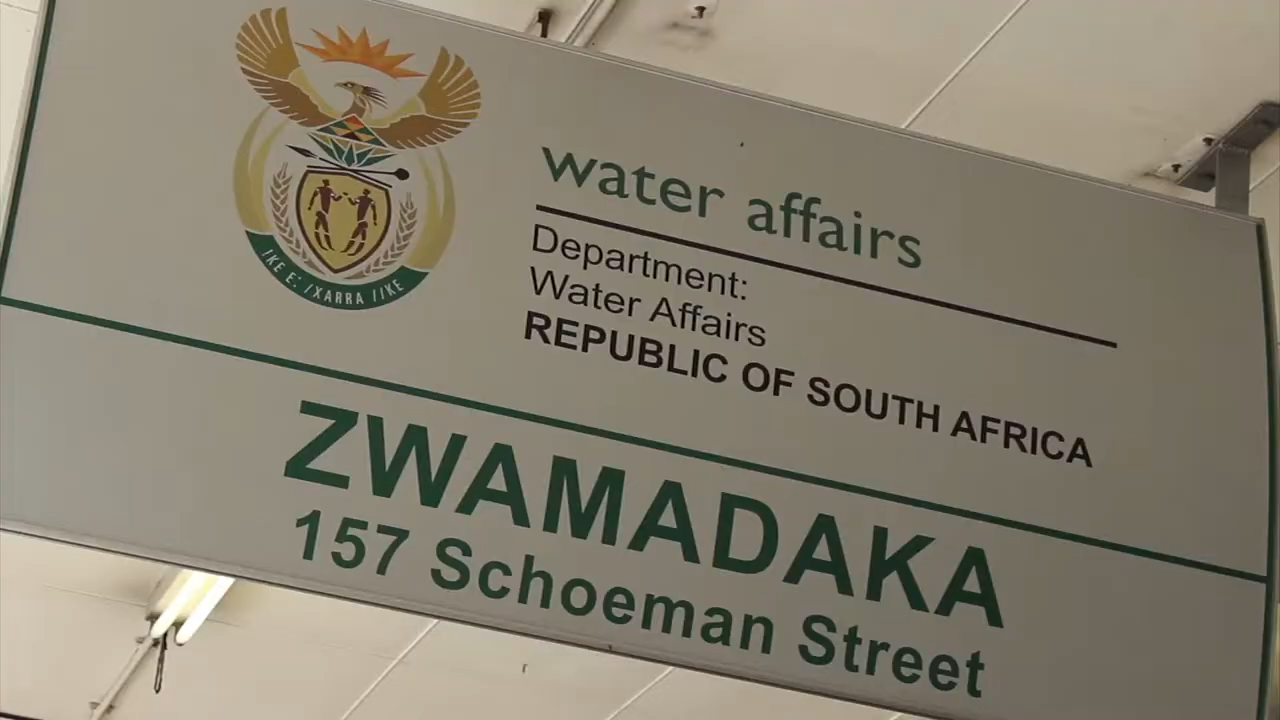 !KE E: /XARRA //KE
water affairs
Department:
Water Affairs
REPUBLIC OF SOUTH AFRICA
ZWAMADAKA
157 Schoeman Street